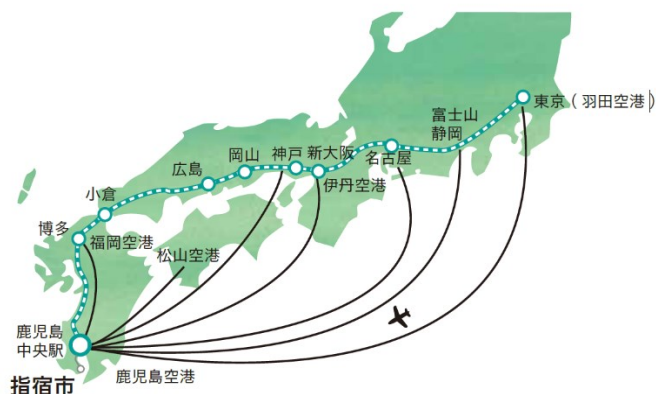 東京（ 羽田空港 ）
富士山
静岡
名古屋
新大阪
伊丹空港
神戸
岡山
広島
小倉
博多
福岡空港
松山空港
鹿児島
中央駅
鹿児島空港
指宿市